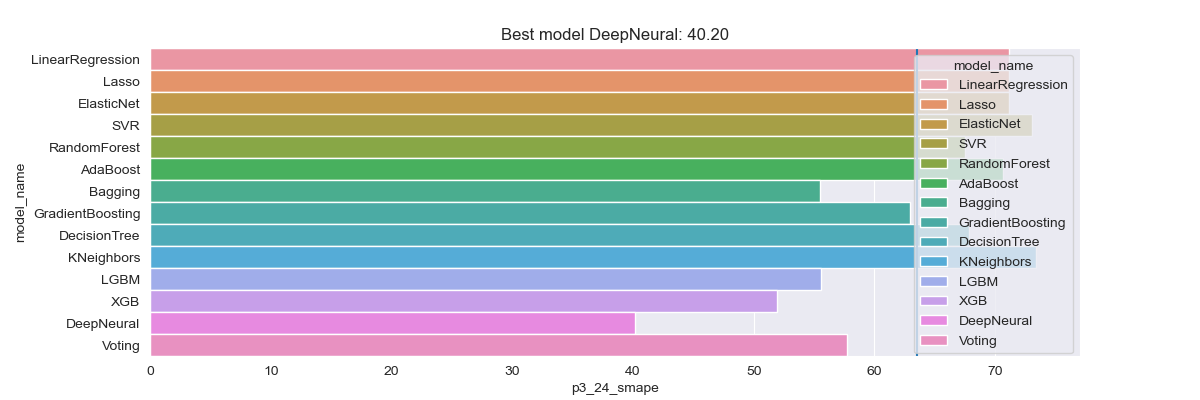 Best model DeepNeural: 40.20
model_name
LinearRegression
Lasso
ElasticNet
SVR
RandomForest
AdaBoost
Bagging
GradientBoosting
DecisionTree
KNeighbors
LGBM
XGB
DeepNeural
Voting
model_name
LinearRegression
Lasso
ElasticNet
SVR
RandomForest
AdaBoost
Bagging
GradientBoosting
DecisionTree
KNeighbors
LGBM
XGB
DeepNeural
Voting
0 10 20 30 40 50 60 70
p3_24_smape